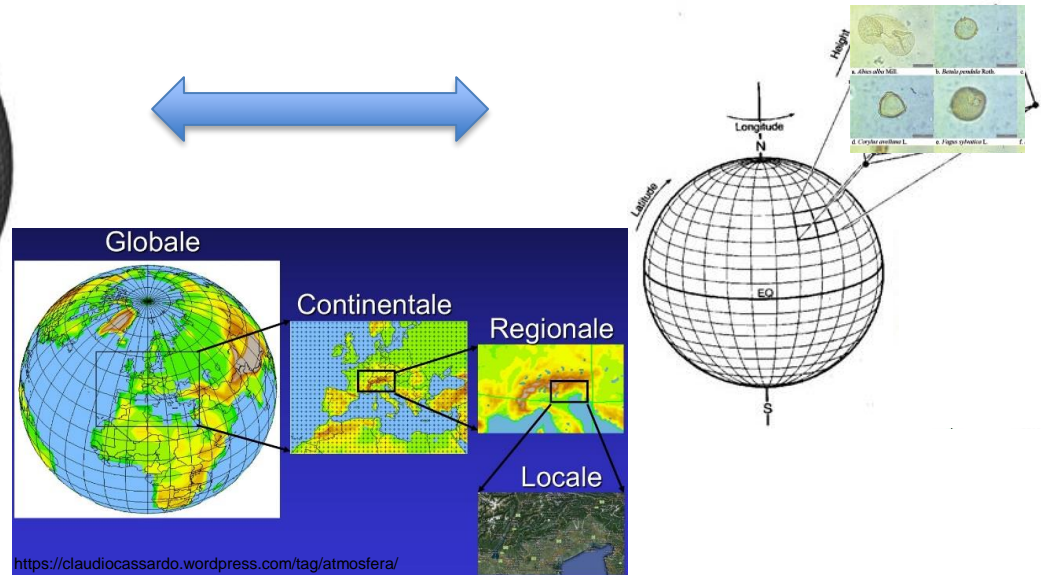 Height
a. Abies alba Mill.
b. Betula pendula Roth.
c.
d. Corylus avellana L.
e. Fagus sylvatica L.
f.
Longitude
N
Latitude
EQ
S
Globale
Continentale
Regionale
Locale
https://claudiocassardo.wordpress.com/tag/atmosfera/